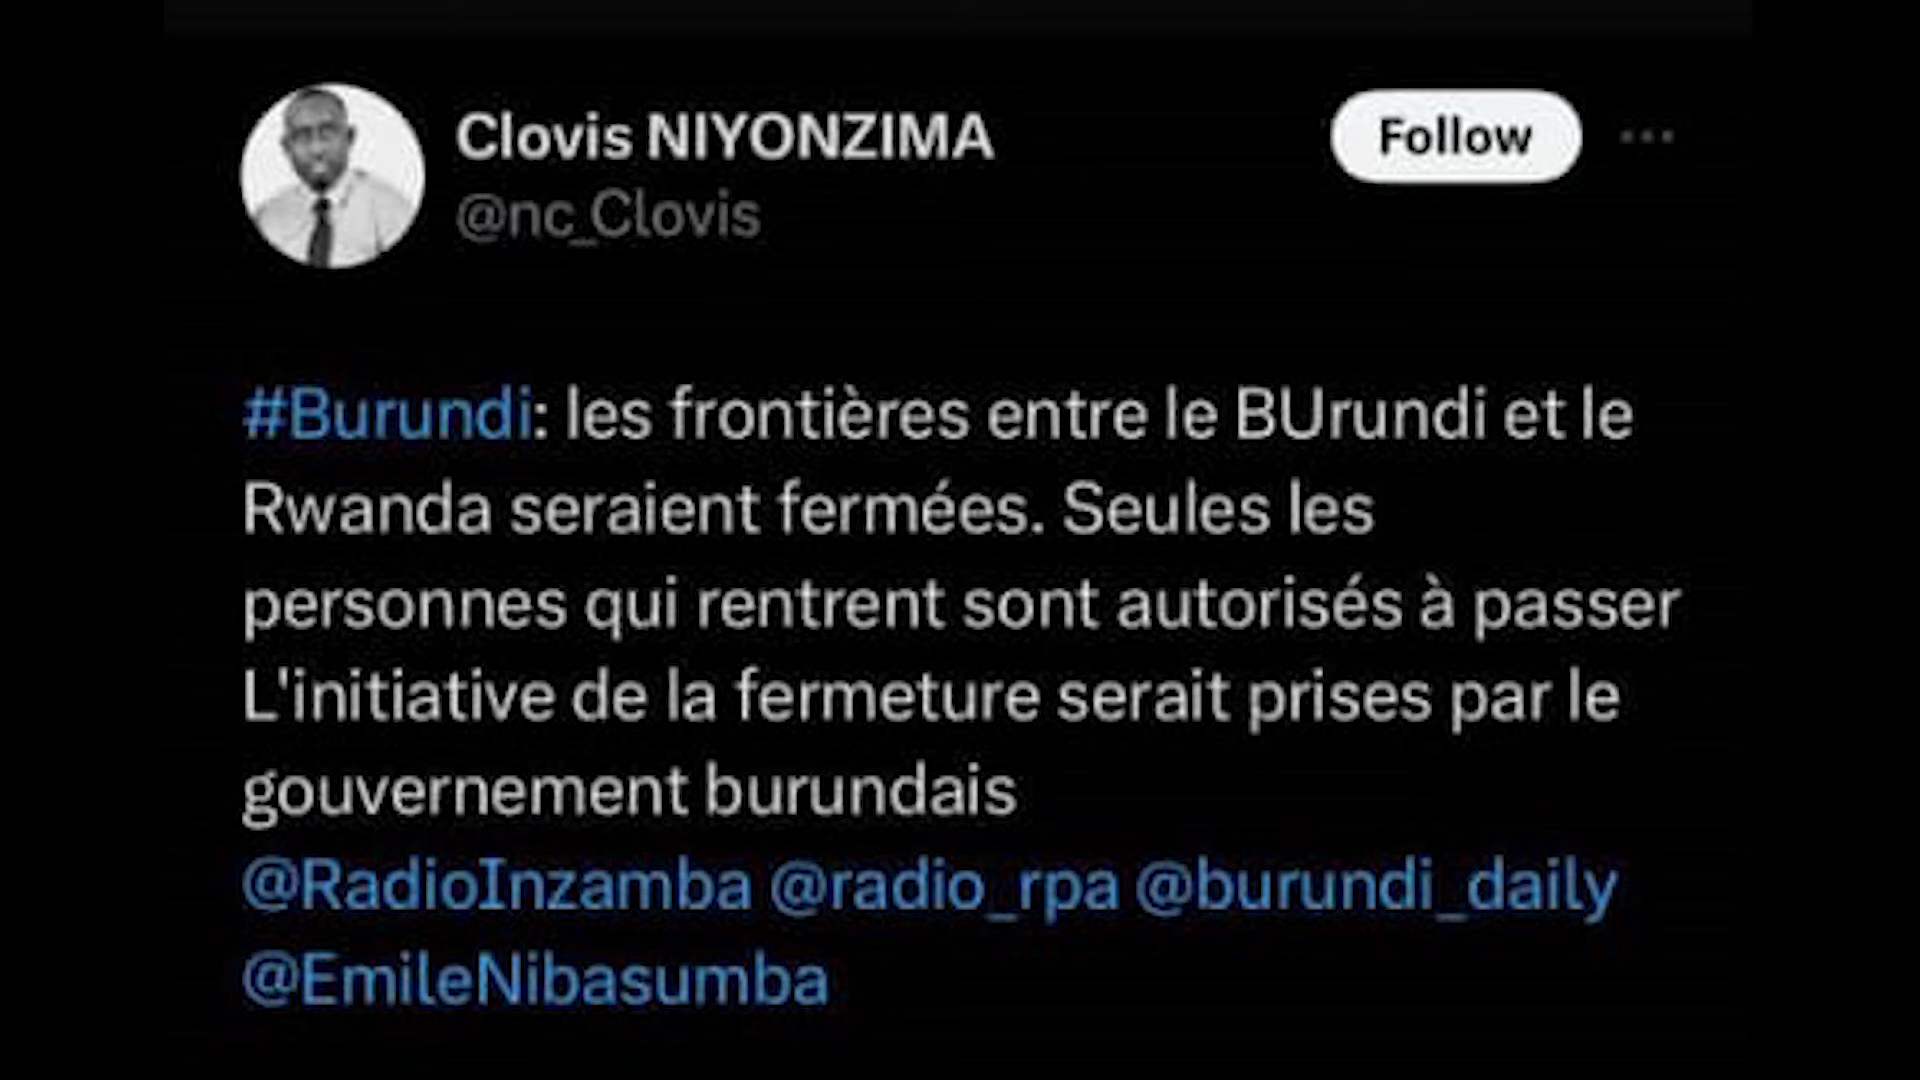 Clovis NIYONZIMA
Follow
@nc_Clovis
#Burundi: les frontières entre le BUrundi et le
Rwanda seraient fermées. Seules les
personnes qui rentrent sont autorisés à passer
L'initiative de la fermeture serait prises par le
gouvernement burundais
@RadioInzamba @radio_rpa @burundi_daily
@EmileNibasumba